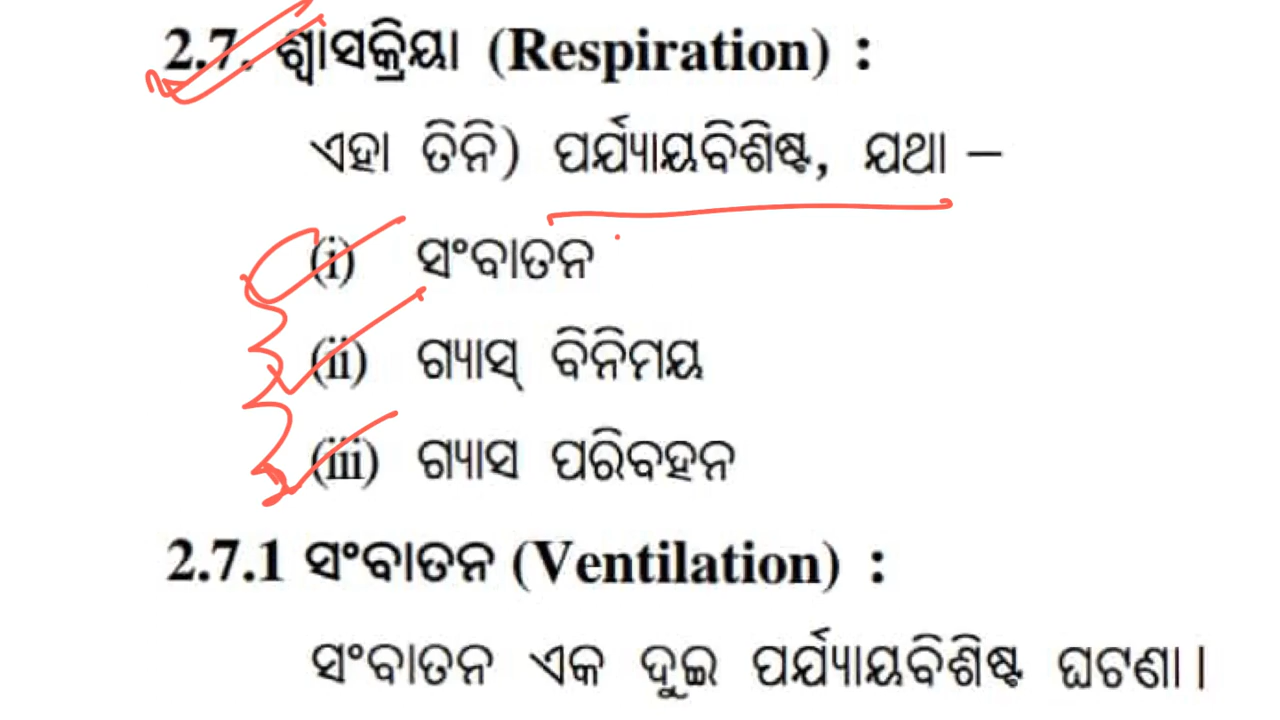 2.7. ଶ୍ୱାସକ୍ରିୟା (Respiration) :
ଏହା ତିନି) ପର୍ଯ୍ୟାୟବିଶିଷ୍ଟ, ଯଥା –
(i) ସଂବାତନ
(ii) ଗ୍ୟାସ୍ ବିନିମୟ
(iii) ଗ୍ୟାସ ପରିବହନ
2.7.1 ସଂବାତନ (Ventilation) :
ସଂବାତନ ଏକ ଦୁଇ ପର୍ଯ୍ୟାୟବିଶିଷ୍ଟ ଘଟଣା।